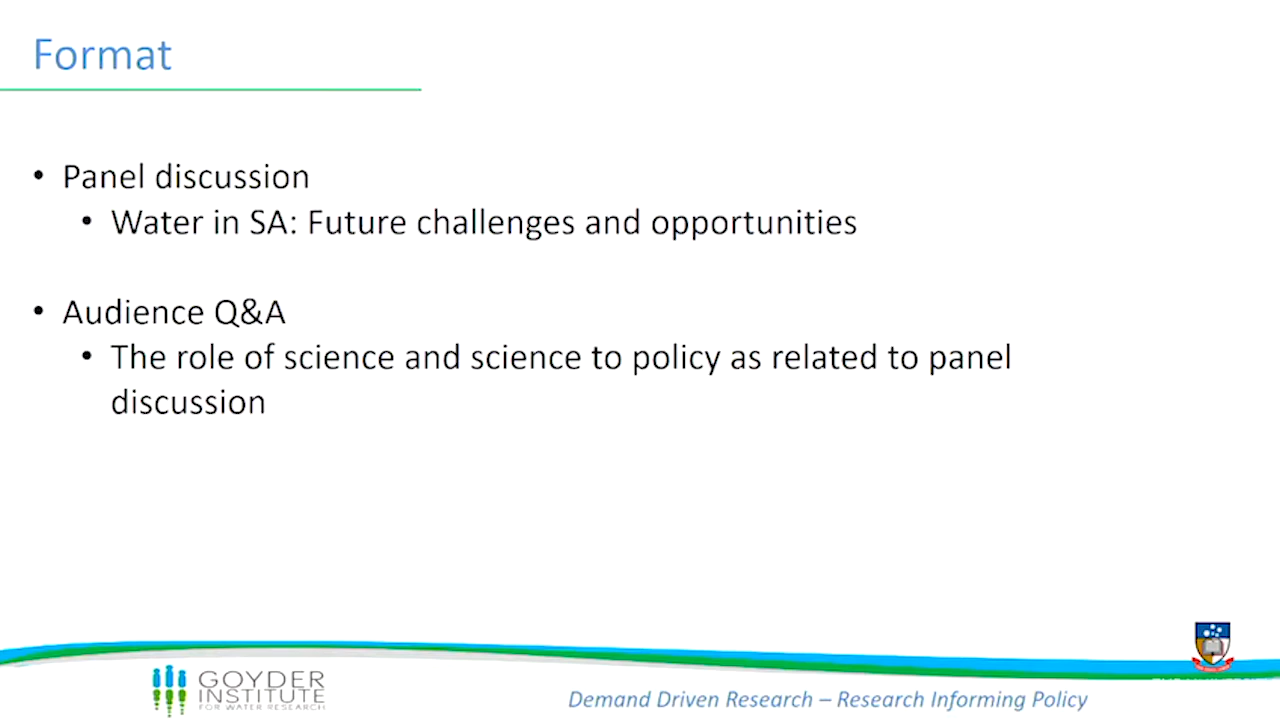 Format
• Panel discussion
• Water in SA: Future challenges and opportunities
• Audience Q&A
• The role of science and science to policy as related to panel
discussion
GOYDER
INSTITUTE
FOR WATER RESEARCH
Demand Driven Research – Research Informing Policy